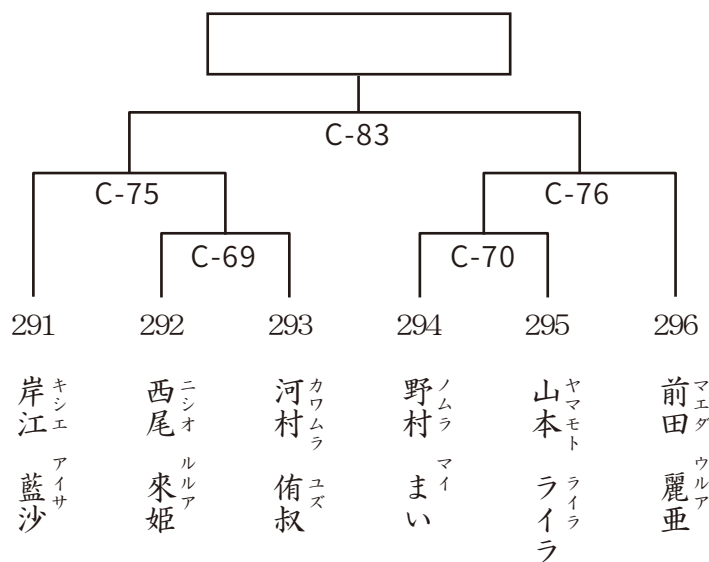 C-83
C-75
C-76
C-69
C-70
291
292
293
294
295
296
岸江 藍沙
キシエ アイサ
西尾 來姫
ニシオ ルルア
河村 侑叔
カワムラ ユズ
野村 まい
ノムラ マイ
山本 ライラ
ヤマモト ライラ
前田 麗亜
マエダ ウルア